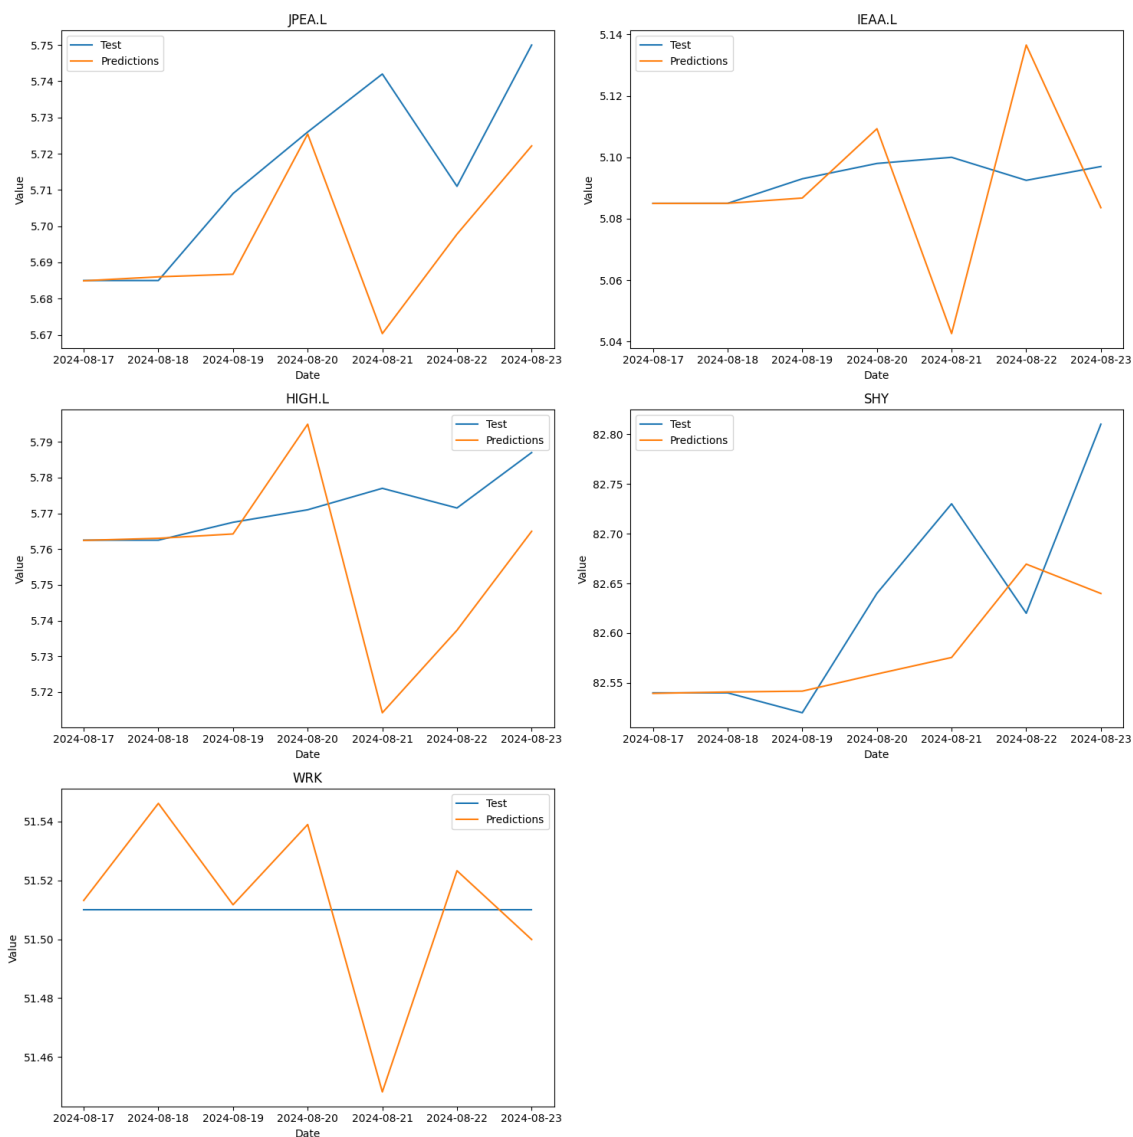 JPEA.L
Test
Predictions
5.75
5.74
5.73
5.72
5.71
5.70
5.69
5.68
5.67
Value
2024-08-17 2024-08-18 2024-08-19 2024-08-20 2024-08-21 2024-08-22 2024-08-23
Date
IEAA.L
Test
Predictions
5.14
5.12
5.10
5.08
5.06
5.04
Value
2024-08-17 2024-08-18 2024-08-19 2024-08-20 2024-08-21 2024-08-22 2024-08-23
Date
HIGH.L
Test
Predictions
5.79
5.78
5.77
5.76
5.75
5.74
5.73
5.72
Value
2024-08-17 2024-08-18 2024-08-19 2024-08-20 2024-08-21 2024-08-22 2024-08-23
Date
SHY
Test
Predictions
82.80
82.75
82.70
82.65
82.60
82.55
Value
2024-08-17 2024-08-18 2024-08-19 2024-08-20 2024-08-21 2024-08-22 2024-08-23
Date
WRK
Test
Predictions
51.54
51.52
51.50
51.48
51.46
Value
2024-08-17 2024-08-18 2024-08-19 2024-08-20 2024-08-21 2024-08-22 2024-08-23
Date